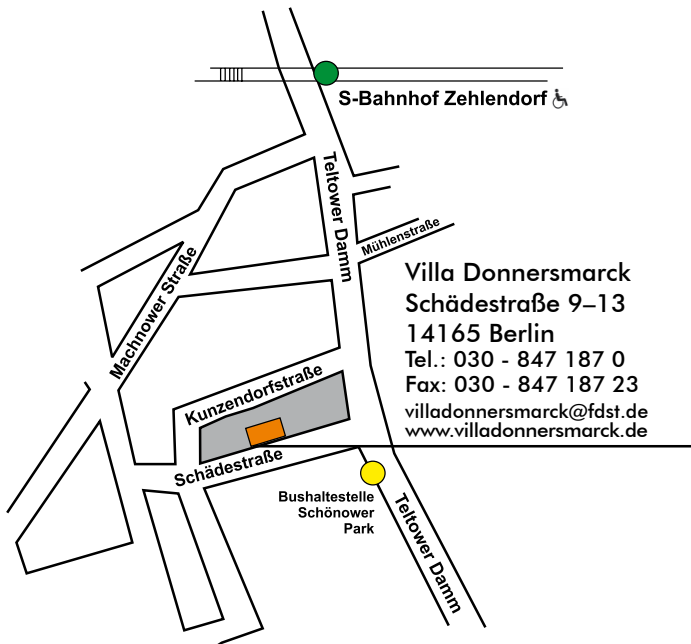 S-Bahnhof Zehlendorf
Teltower Damm
Mühlenstraße
Machnower Straße
Villa Donnersmarck
Schädestraße 9–13
14165 Berlin
Tel.: 030 - 847 187 0
Fax: 030 - 847 187 23
villadonnersmarck@fdst.de
www.villadonnersmarck.de
Kunzendorfstraße
Schädestraße
Bushaltestelle
Schönower
Park
Teltower Damm